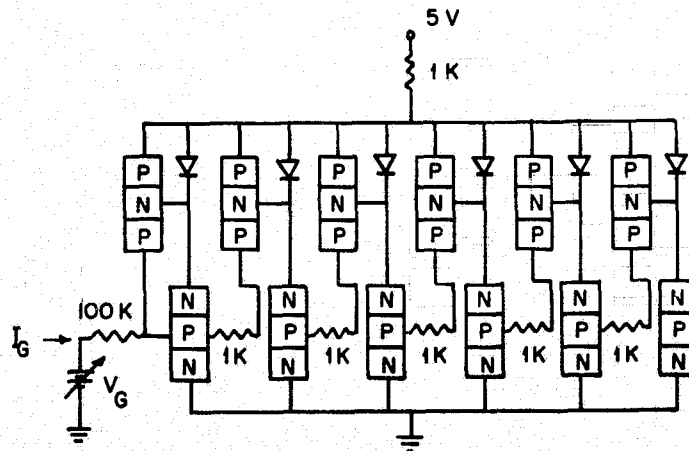 5 V
1 K
P P P P P P
N N N N N N
P P P P P P
N N N N N N
100 K
I_G
P P P P P P
1K 1K 1K 1K 1K
N N N N N N
V_G